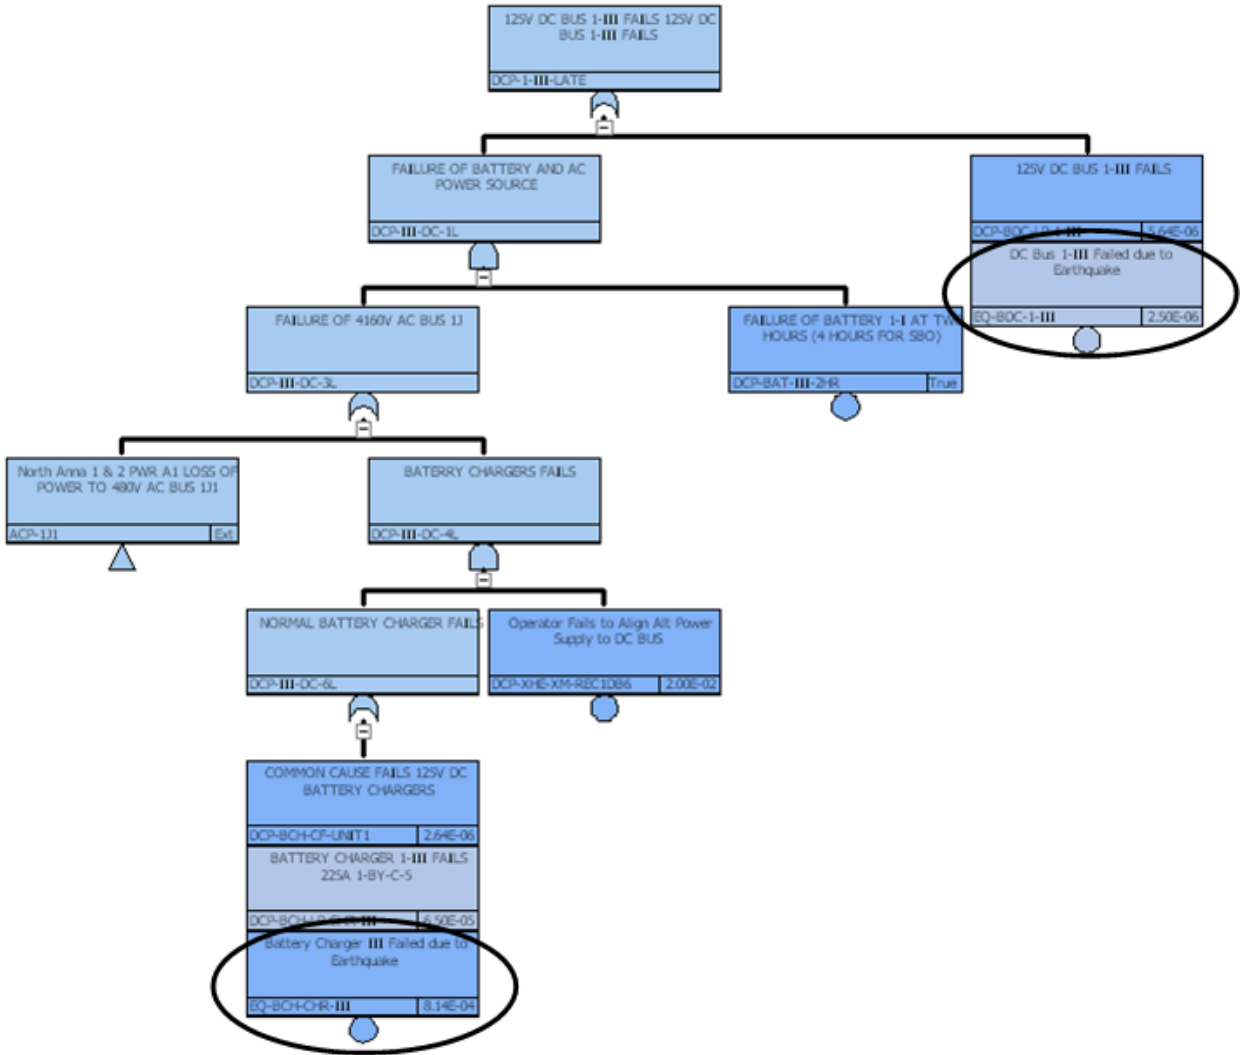 125V DC BUS 1-III FAILS 125V DC
BUS 1-III FAILS
DCP-1-III-LATE
FAILURE OF BATTERY AND AC
POWER SOURCE
DCP-III-DC-1L
125V DC BUS 1-III FAILS
DCP-BDC-LP-1-III 5.64E-06
DC Bus 1-III Failed due to
Earthquake
EQ-BDC-1-III 2.50E-06
FAILURE OF 4160V AC BUS 1J
DCP-III-DC-3L
FAILURE OF BATTERY 1-I AT TW
HOURS (4 HOURS FOR SBO)
DCP-BAT-III-2HR True
North Anna 1 & 2 PWR A1 LOSS OF
POWER TO 480V AC BUS 1J1
ACP-1J1 Ext
BATERRY CHARGERS FAILS
DCP-III-DC-4L
NORMAL BATTERY CHARGER FAILS
DCP-III-DC-6L
Operator Fails to Align Alt Power
Supply to DC BUS
DCP-XHE-XM-REC1DB6 2.00E-02
COMMON CAUSE FAILS 125V DC
BATTERY CHARGERS
DCP-BCH-CF-UNIT1 2.64E-06
BATTERY CHARGER 1-III FAILS
225A 1-BY-C-5
6.50E-05
Battery Charger III Failed due to
Earthquake
EQ-BCH-CHR-III 8.14E-04